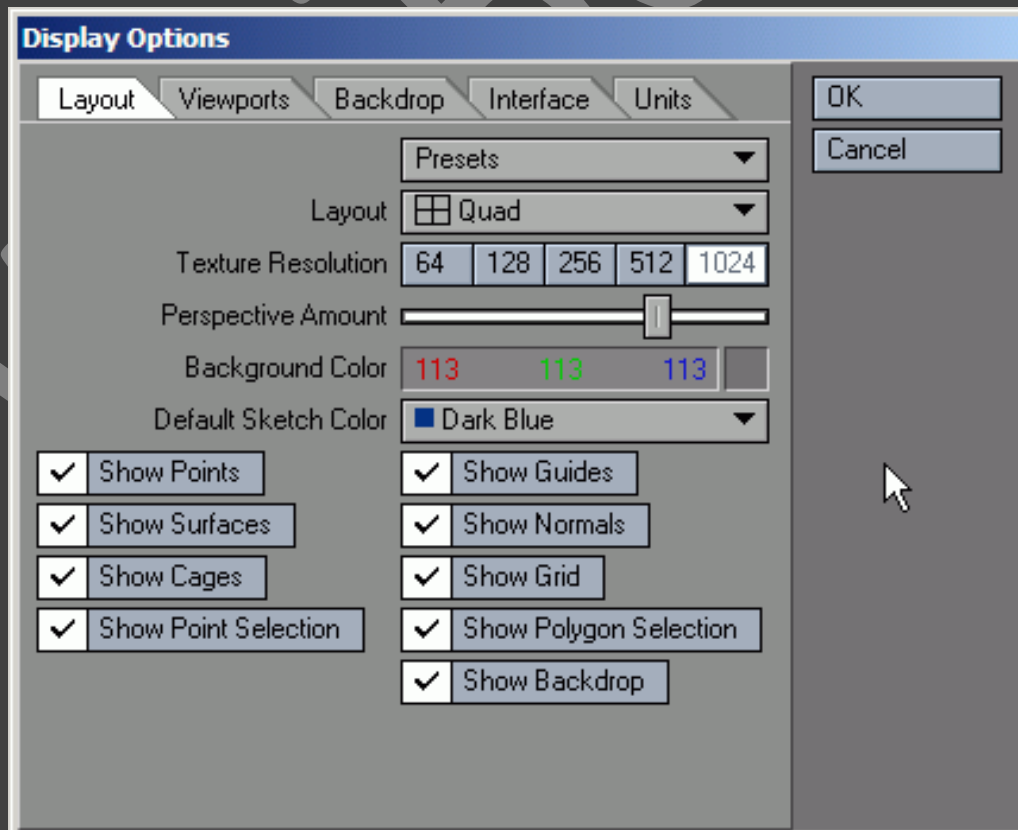 Display Options
Layout Viewports Backdrop Interface Units
OK
Cancel
Presets
Layout Quad
Texture Resolution 64 128 256 512 1024
Perspective Amount
Background Color 113 113 113
Default Sketch Color Dark Blue
Show Points Show Guides
Show Surfaces Show Normals
Show Cages Show Grid
Show Point Selection Show Polygon Selection
Show Backdrop